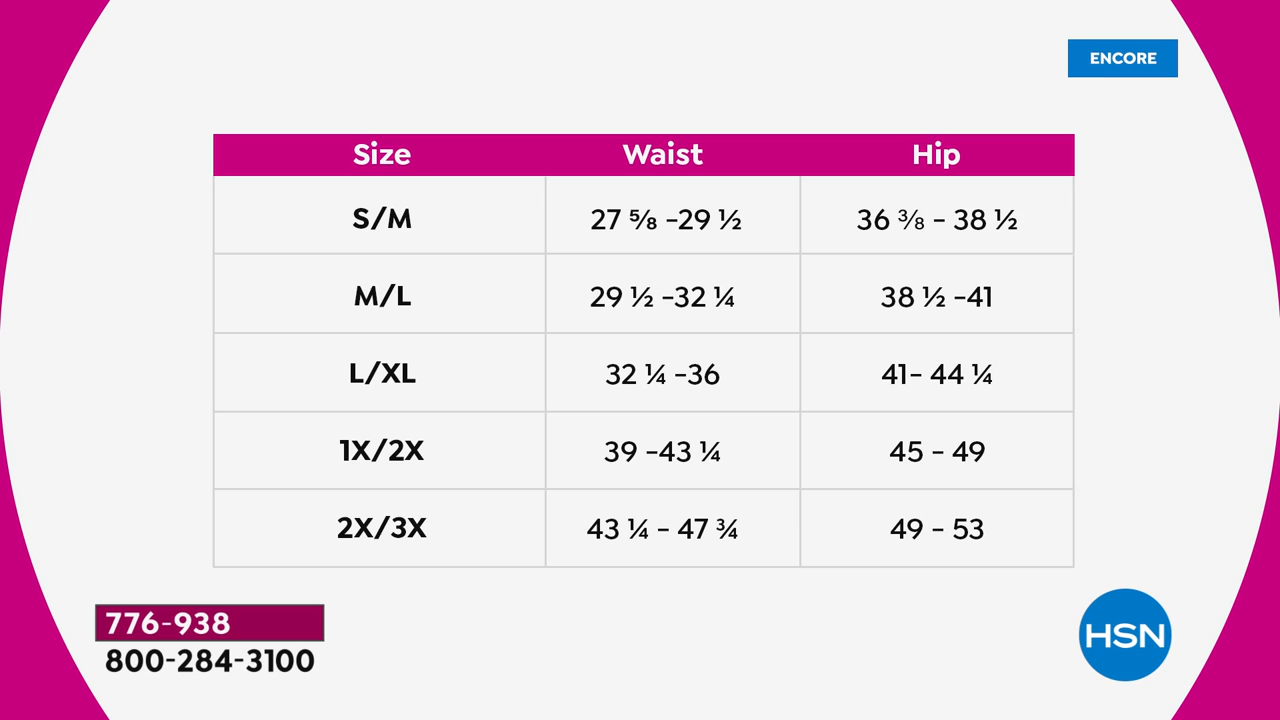 ENCORE
Size Waist Hip
S/M 27 ⅝ –29 ½ 36 ⅜ – 38 ½
M/L 29 ½ –32 ¼ 38 ½ –41
L/XL 32 ¼ –36 41– 44 ¼
1X/2X 39 –43 ¼ 45 – 49
2X/3X 43 ¼ – 47 ¾ 49 – 53
776-938
800-284-3100
HSN